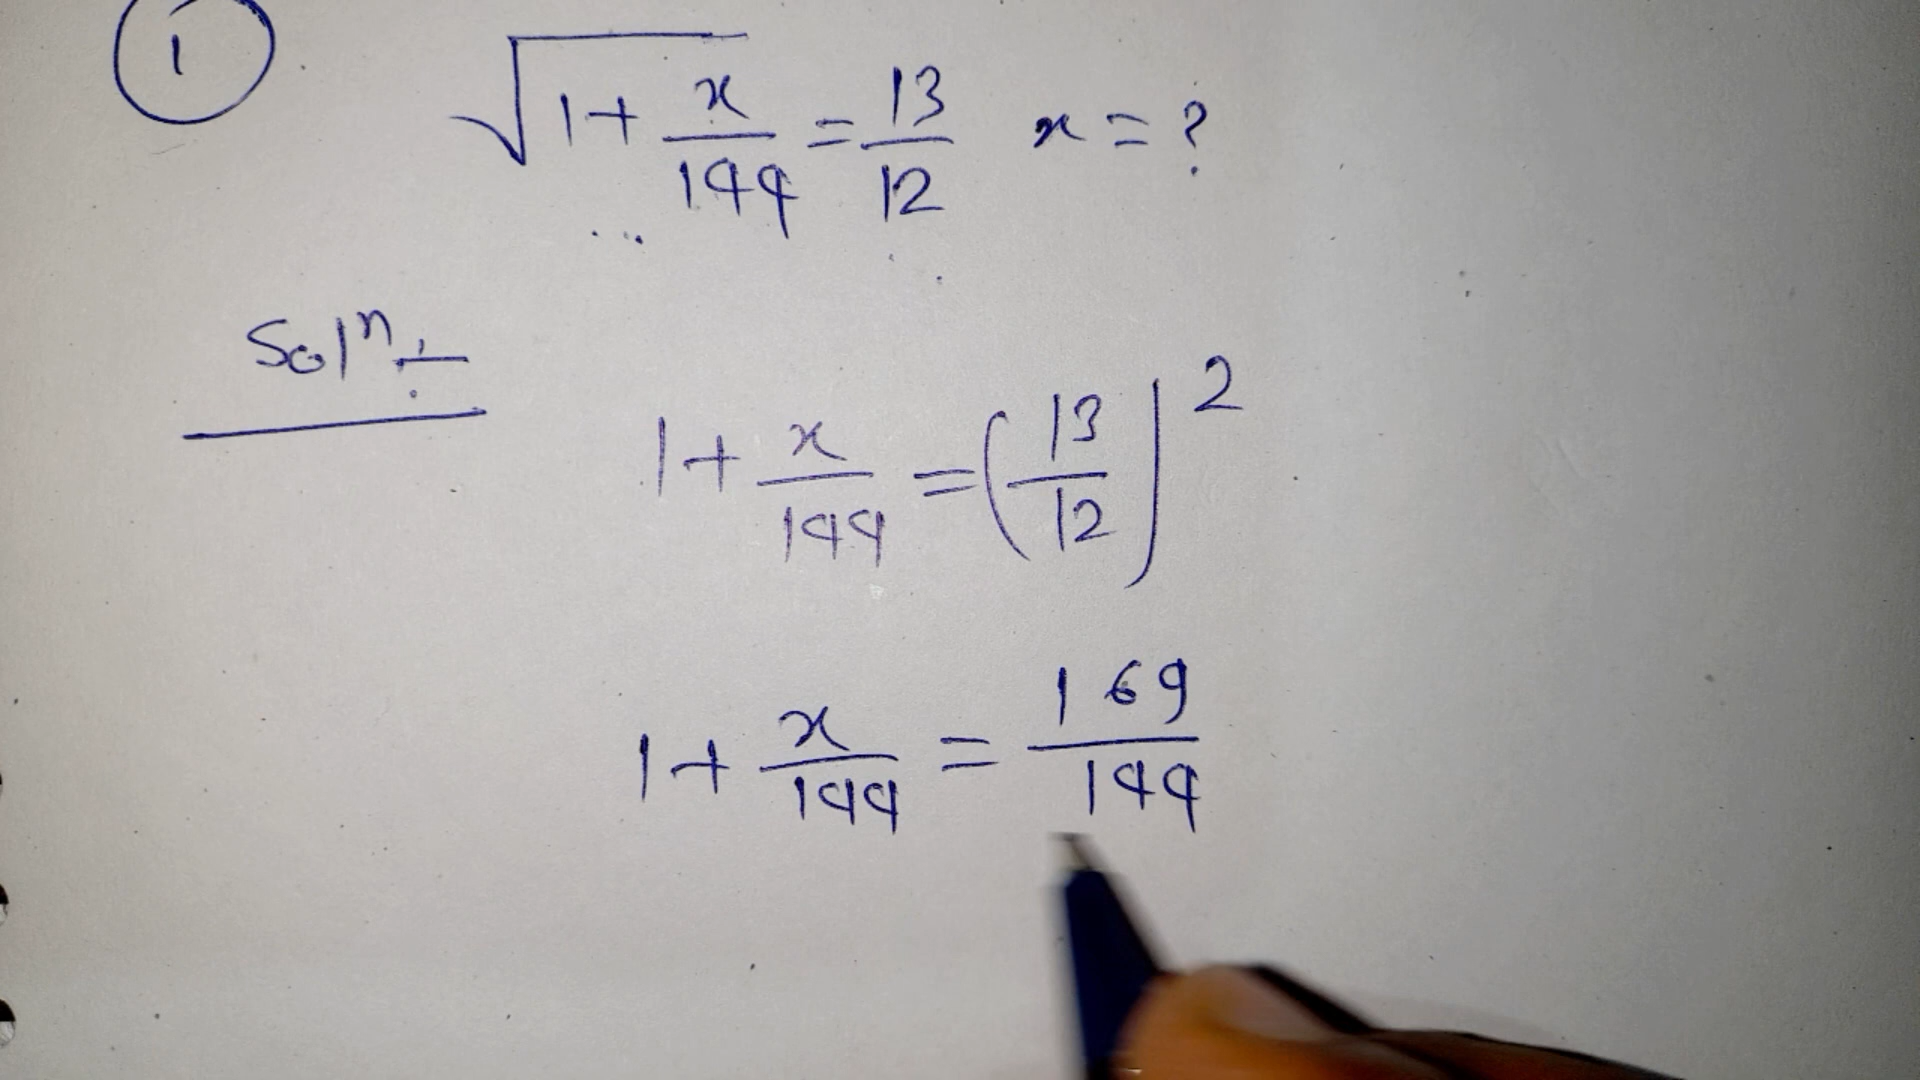 1
√(1 + x/144) = 13/12 x = ?
Solⁿ:-
1 + x/144 = (13/12)²
1 + x/144 = 169/144